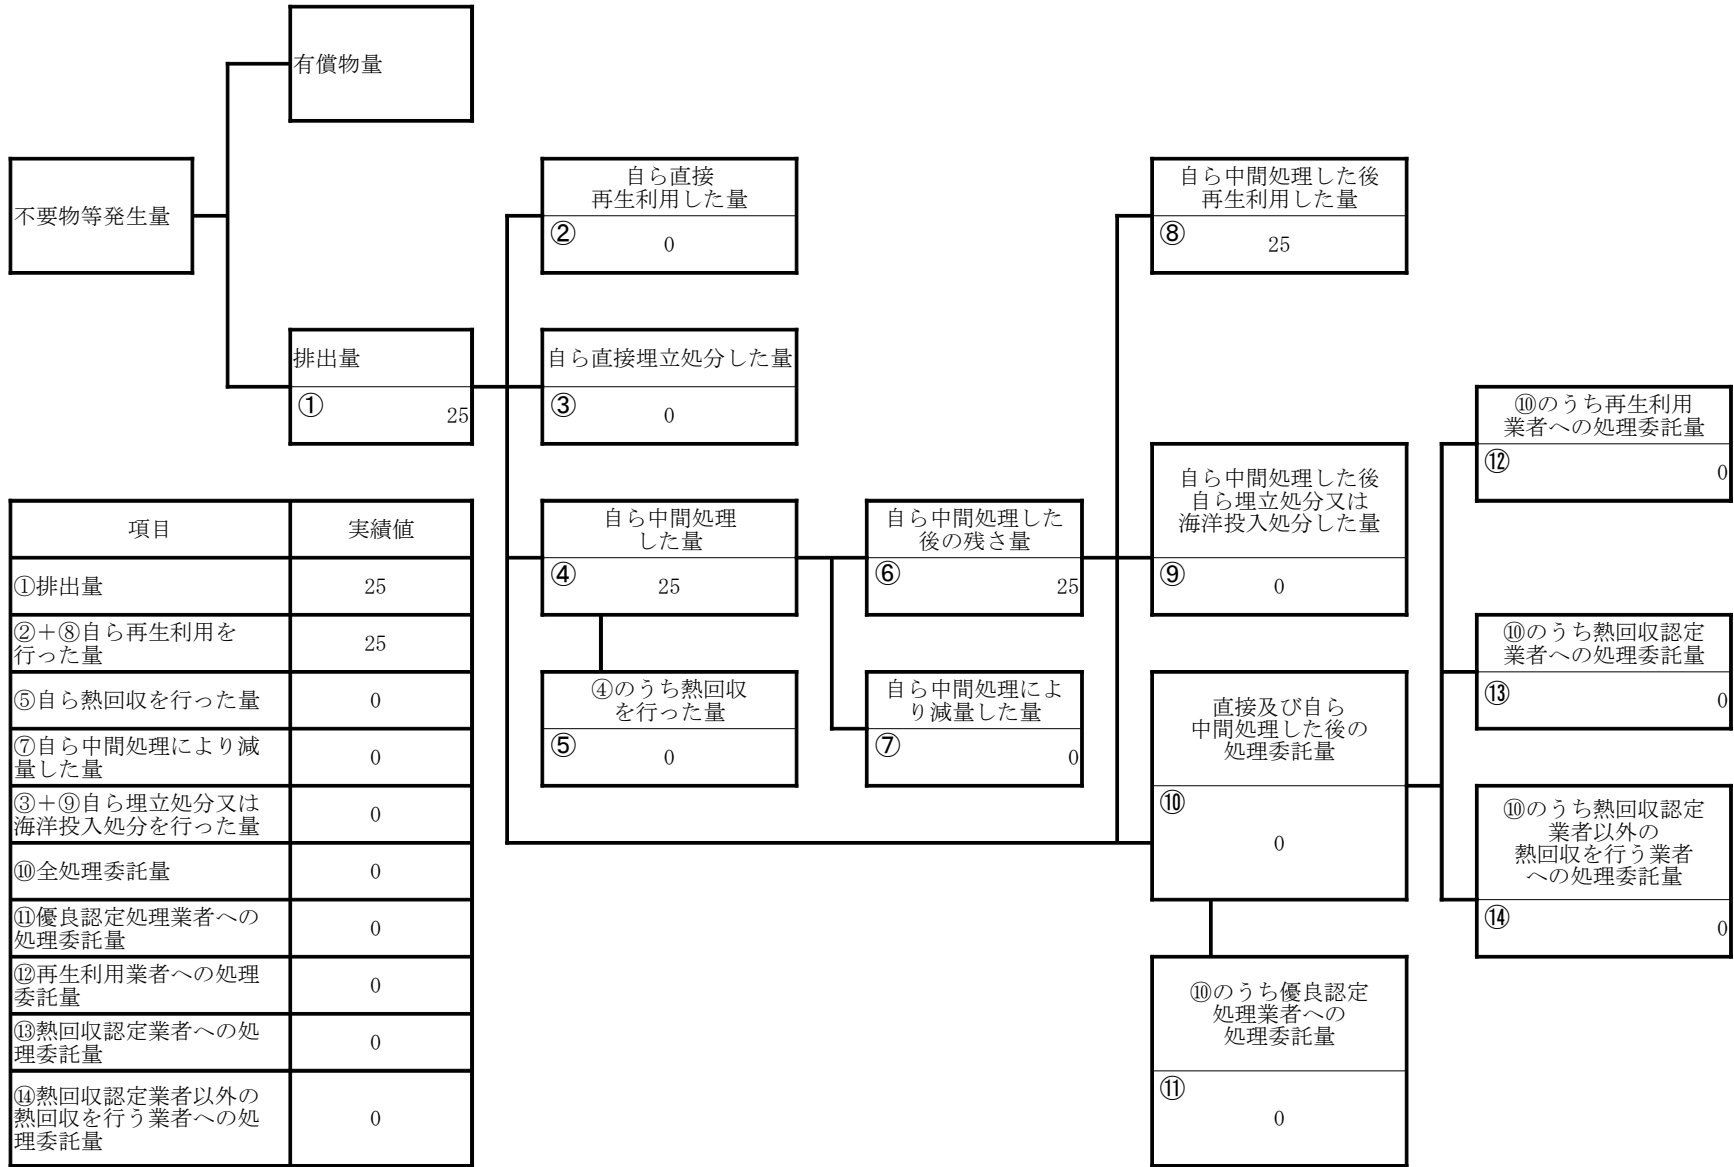 有償物量
不要物等発生量
自ら直接
再生利用した量
②
0
自ら中間処理した後
再生利用した量
⑧
25
排出量
①
25
自ら直接埋立処分した量
③
0
⑩のうち再生利用
業者への処理委託量
⑫
0
自ら中間処理した後
自ら埋立処分又は
海洋投入処分した量
⑨
0
自ら中間処理
した量
④
25
自ら中間処理した
後の残さ量
⑥
25
⑩のうち熱回収認定
業者への処理委託量
⑬
0
④のうち熱回収
を行った量
⑤
0
自ら中間処理によ
り減量した量
⑦
0
直接及び自ら
中間処理した後の
処理委託量
⑩
0
⑩のうち熱回収認定
業者以外の
熱回収を行う業者
への処理委託量
⑭
0
⑩のうち優良認定
処理業者への
処理委託量
⑪
0
項目 実績値
①排出量 25
②＋⑧自ら再生利用を
行った量 25
⑤自ら熱回収を行った量 0
⑦自ら中間処理により減
量した量 0
③＋⑨自ら埋立処分又は
海洋投入処分を行った量 0
⑩全処理委託量 0
⑪優良認定処理業者への
処理委託量 0
⑫再生利用業者への処理
委託量 0
⑬熱回収認定業者への処
理委託量 0
⑭熱回収認定業者以外の
熱回収を行う業者への処
理委託量 0